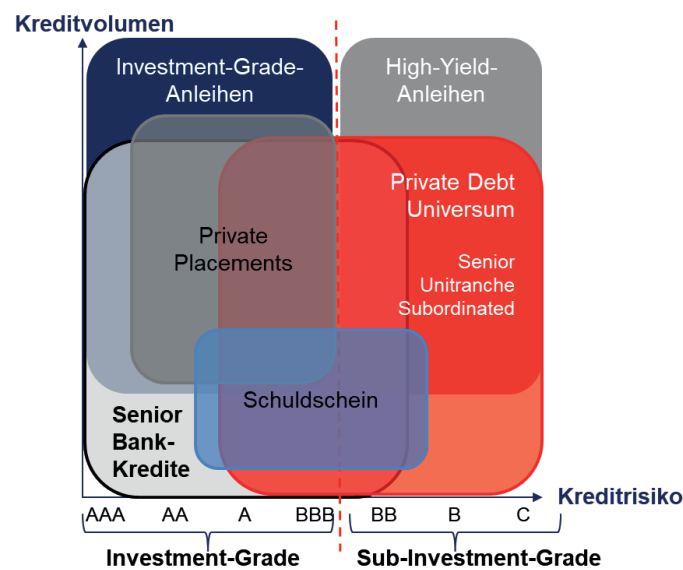 Kreditvolumen
Investment-Grade-
Anleihen
High-Yield-
Anleihen
Private Debt
Universum
Private
Placements
Senior
Unitranche
Subordinated
Schuldschein
Senior
Bank-
Kredite
Kreditrisiko
AAA AA A BBB BB B C
Investment-Grade Sub-Investment-Grade